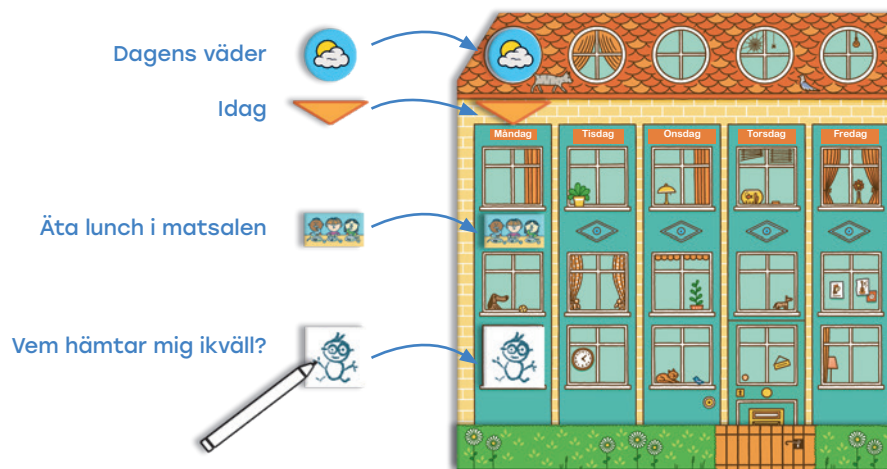 Dagens väder
Idag
Måndag Tisdag Onsdag Torsdag Fredag
Äta lunch i matsalen
Vem hämtar mig ikväll?